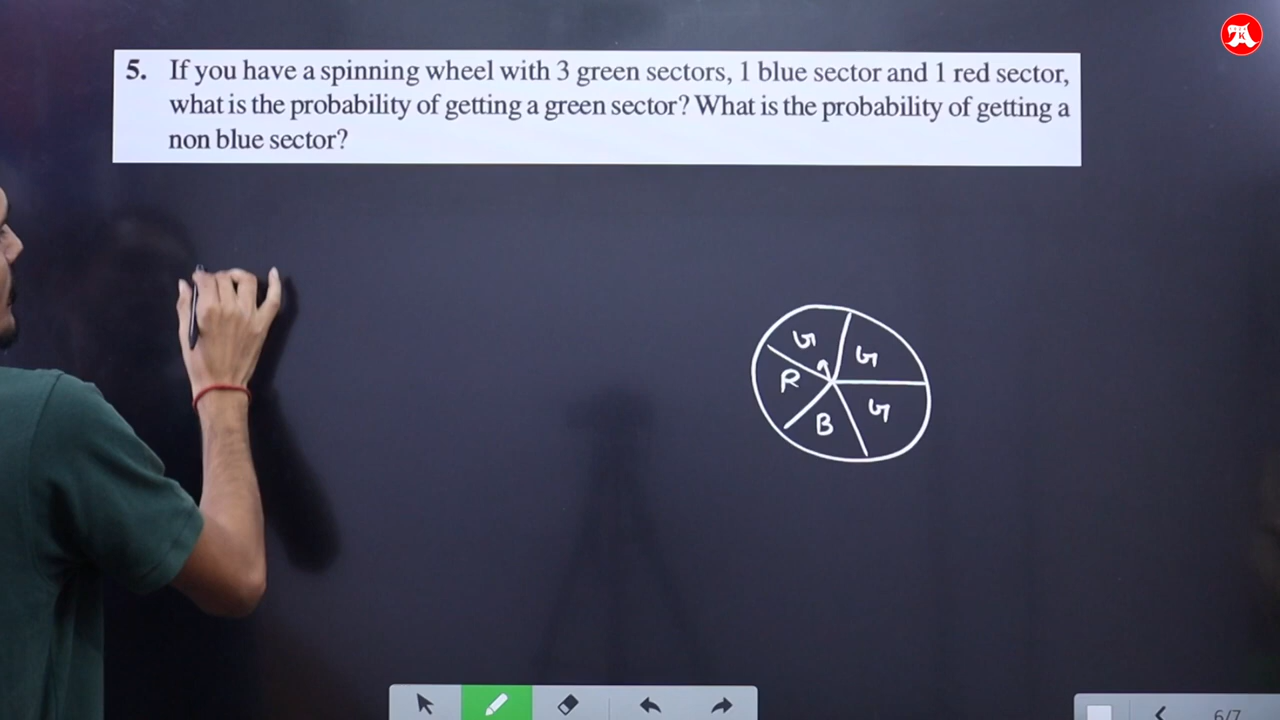 5. If you have a spinning wheel with 3 green sectors, 1 blue sector and 1 red sector,
what is the probability of getting a green sector? What is the probability of getting a
non blue sector?
G
G
R
G
B
6/7